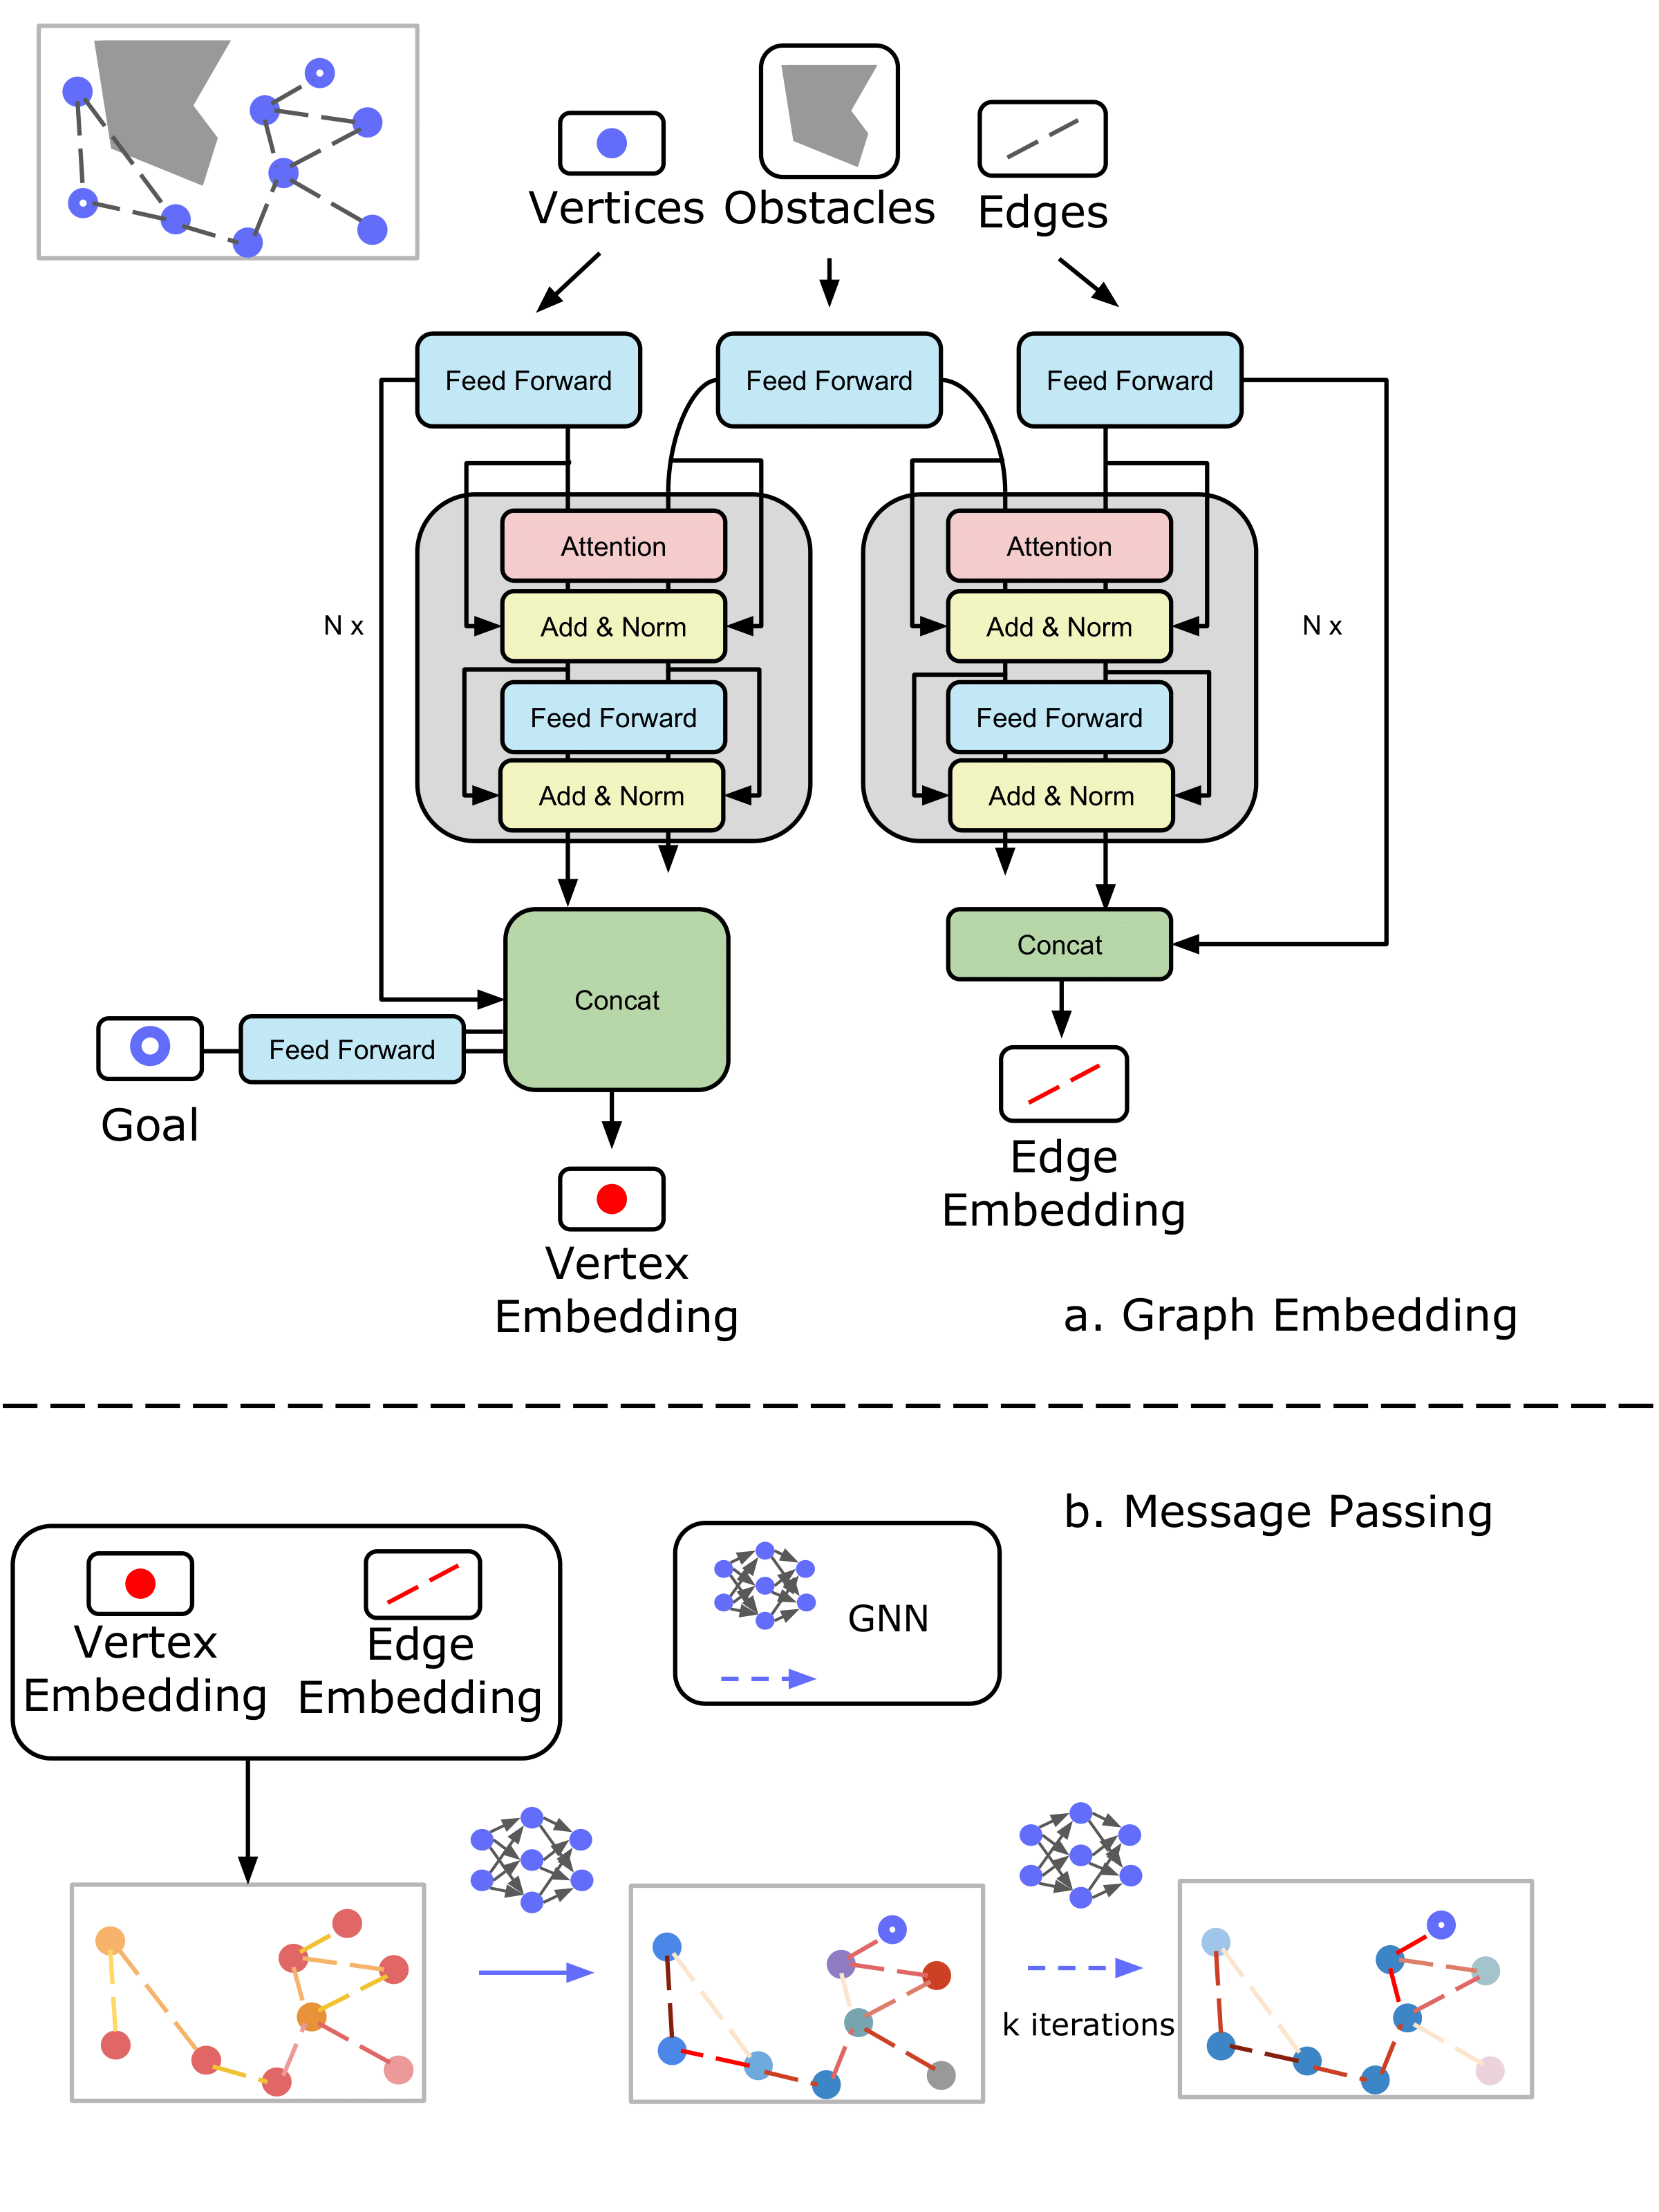 Vertices Obstacles Edges
Feed Forward Feed Forward Feed Forward
Attention Attention
N x Add & Norm Add & Norm N x
Feed Forward Feed Forward
Add & Norm Add & Norm
Concat
Concat
Feed Forward
Goal
Edge
Embedding
Vertex
Embedding
a. Graph Embedding
b. Message Passing
Vertex
Embedding
Edge
Embedding
GNN
k iterations